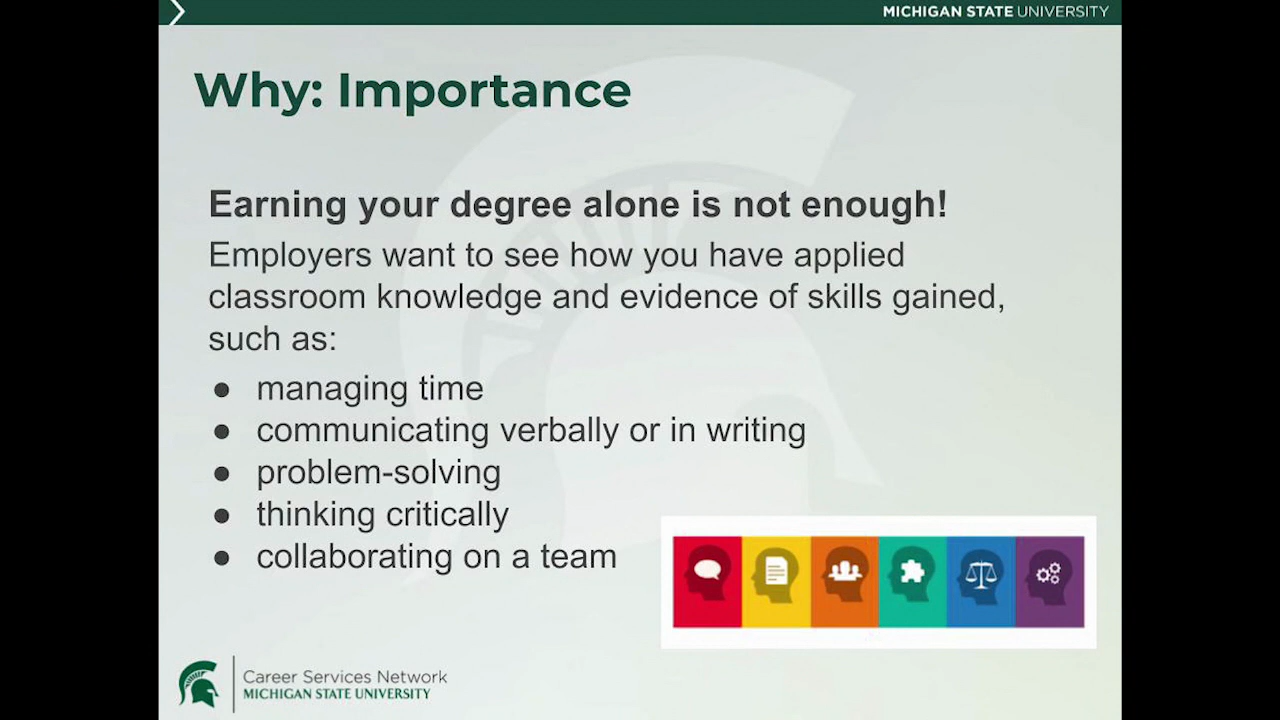 MICHIGAN STATE UNIVERSITY
Why: Importance
Earning your degree alone is not enough!
Employers want to see how you have applied
classroom knowledge and evidence of skills gained,
such as:
● managing time
● communicating verbally or in writing
● problem-solving
● thinking critically
● collaborating on a team
Career Services Network
MICHIGAN STATE UNIVERSITY